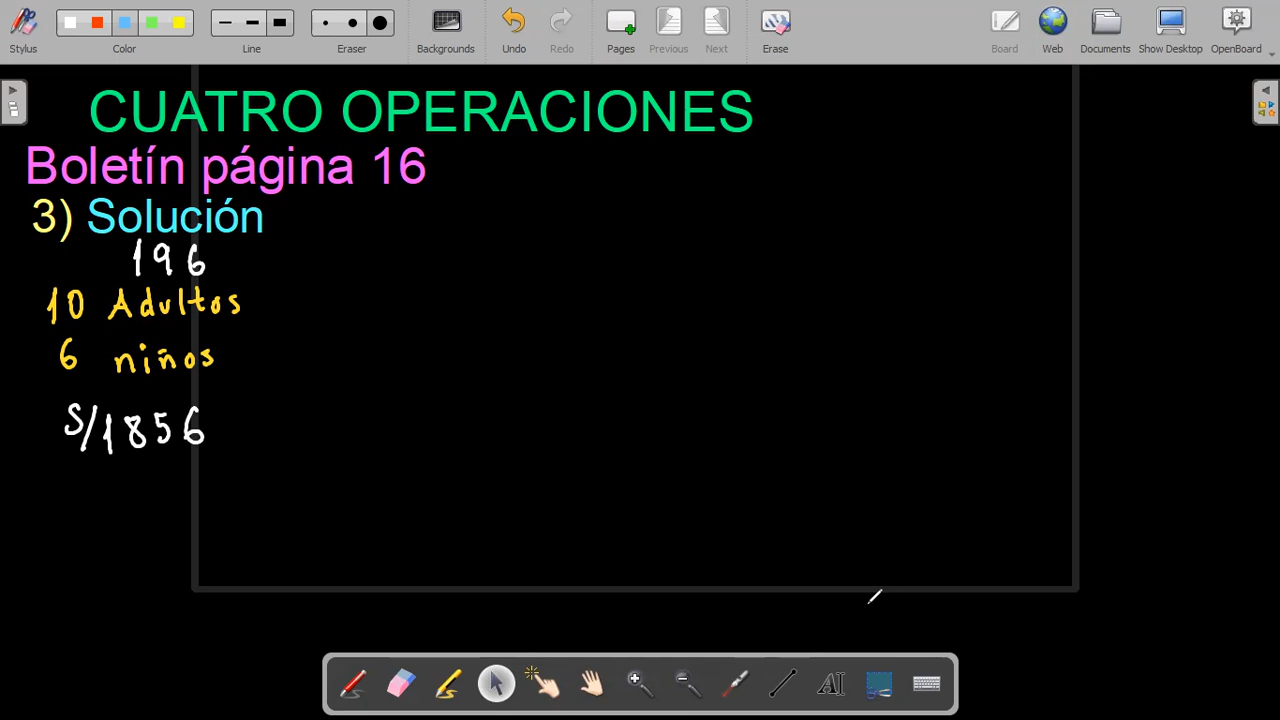 Stylus Color Line Eraser Backgrounds Undo Redo Pages Previous Next Erase Board Web Documents Show Desktop OpenBoard
CUATRO OPERACIONES
Boletín página 16
3) Solución
196
10 Adultos
6 niños
S/1856
AI